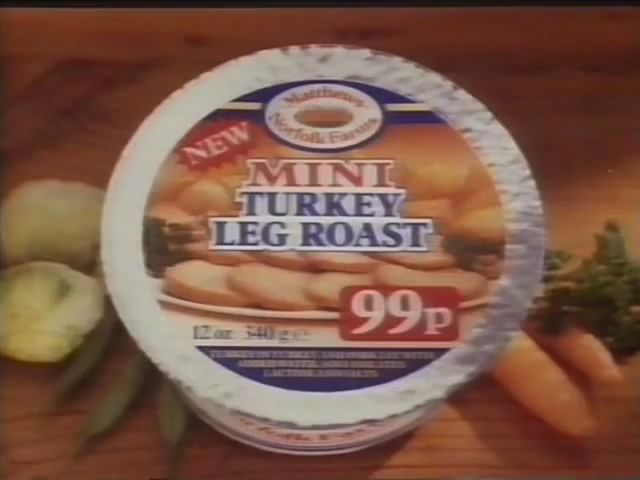 Matthews
Norfolk Farms
NEW
MINI
TURKEY
LEG ROAST
99p
12 oz 340 g e